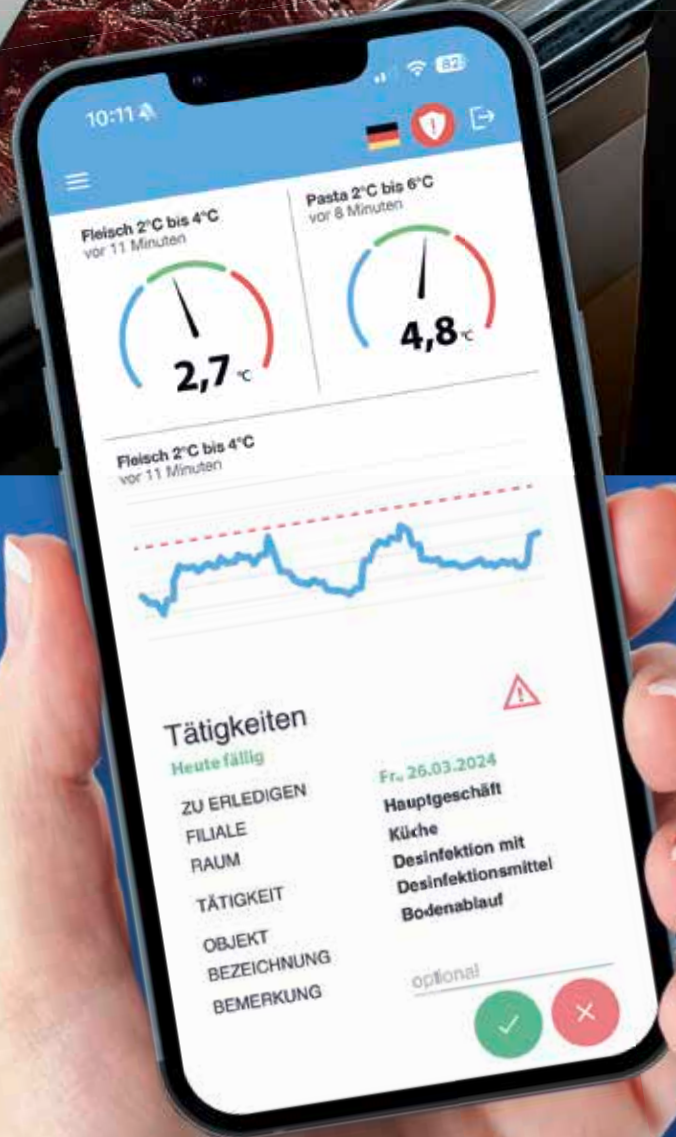 10:11
82
Fleisch 2°C bis 4°C
vor 11 Minuten
2,7 °C
Pasta 2°C bis 6°C
vor 8 Minuten
4,8 °C
Fleisch 2°C bis 4°C
vor 11 Minuten
Tätigkeiten
Heute fällig
ZU ERLEDIGEN Fr., 26.03.2024
FILIALE Hauptgeschäft
RAUM Küche
TÄTIGKEIT Desinfektion mit
Desinfektionsmittel
OBJEKT Bodenablauf
BEZEICHNUNG
BEMERKUNG optional